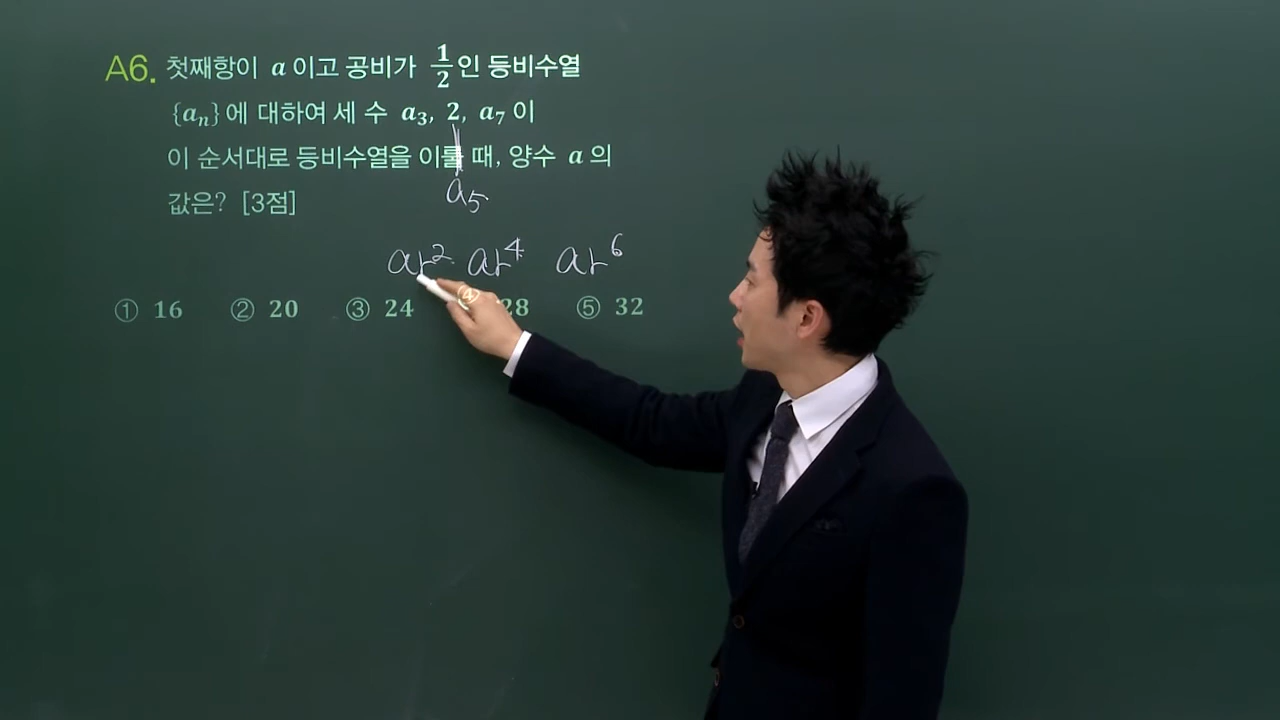 A6. 첫째항이 a 이고 공비가 1/2인 등비수열
{aₙ}에 대하여 세 수 a₃, 2, a₇ 이
이 순서대로 등비수열을 이룰 때, 양수 a 의
값은? [3점]
a₅
ar² ar⁴ ar⁶
① 16 ② 20 ③ 24 ④ 28 ⑤ 32